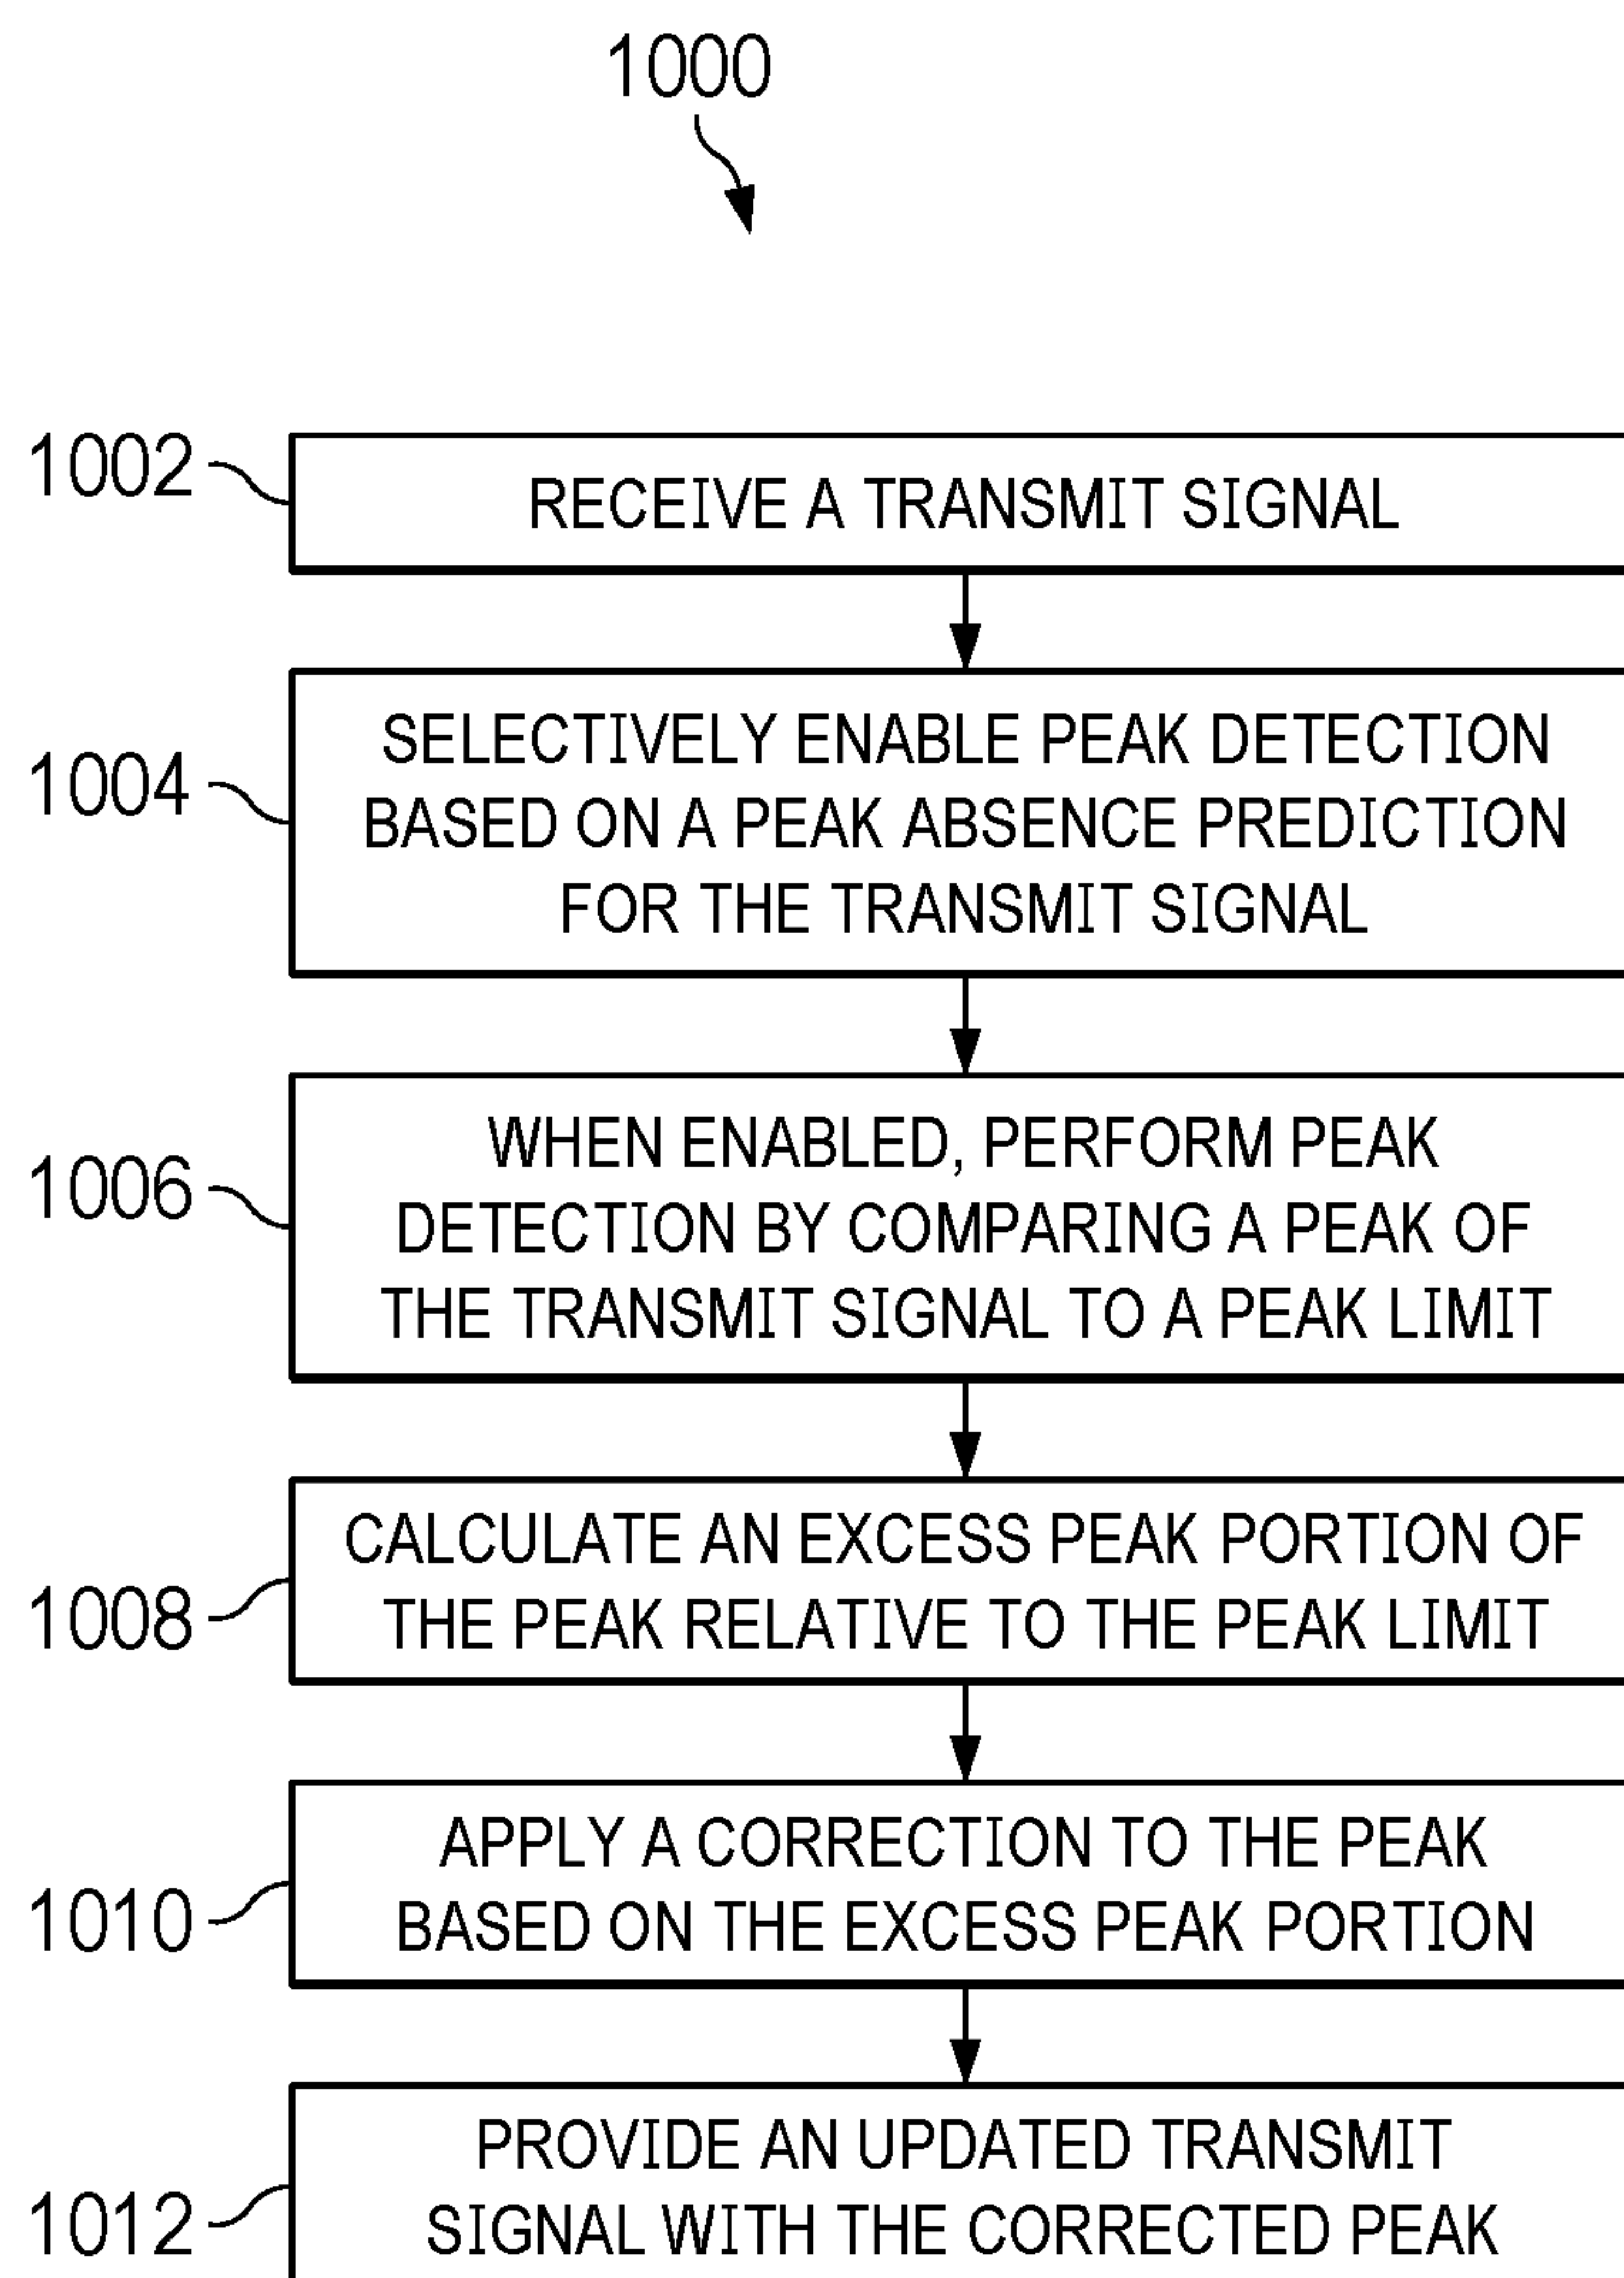 1000
1002
RECEIVE A TRANSMIT SIGNAL
1004
SELECTIVELY ENABLE PEAK DETECTION
BASED ON A PEAK ABSENCE PREDICTION
FOR THE TRANSMIT SIGNAL
1006
WHEN ENABLED, PERFORM PEAK
DETECTION BY COMPARING A PEAK OF
THE TRANSMIT SIGNAL TO A PEAK LIMIT
1008
CALCULATE AN EXCESS PEAK PORTION OF
THE PEAK RELATIVE TO THE PEAK LIMIT
1010
APPLY A CORRECTION TO THE PEAK
BASED ON THE EXCESS PEAK PORTION
1012
PROVIDE AN UPDATED TRANSMIT
SIGNAL WITH THE CORRECTED PEAK